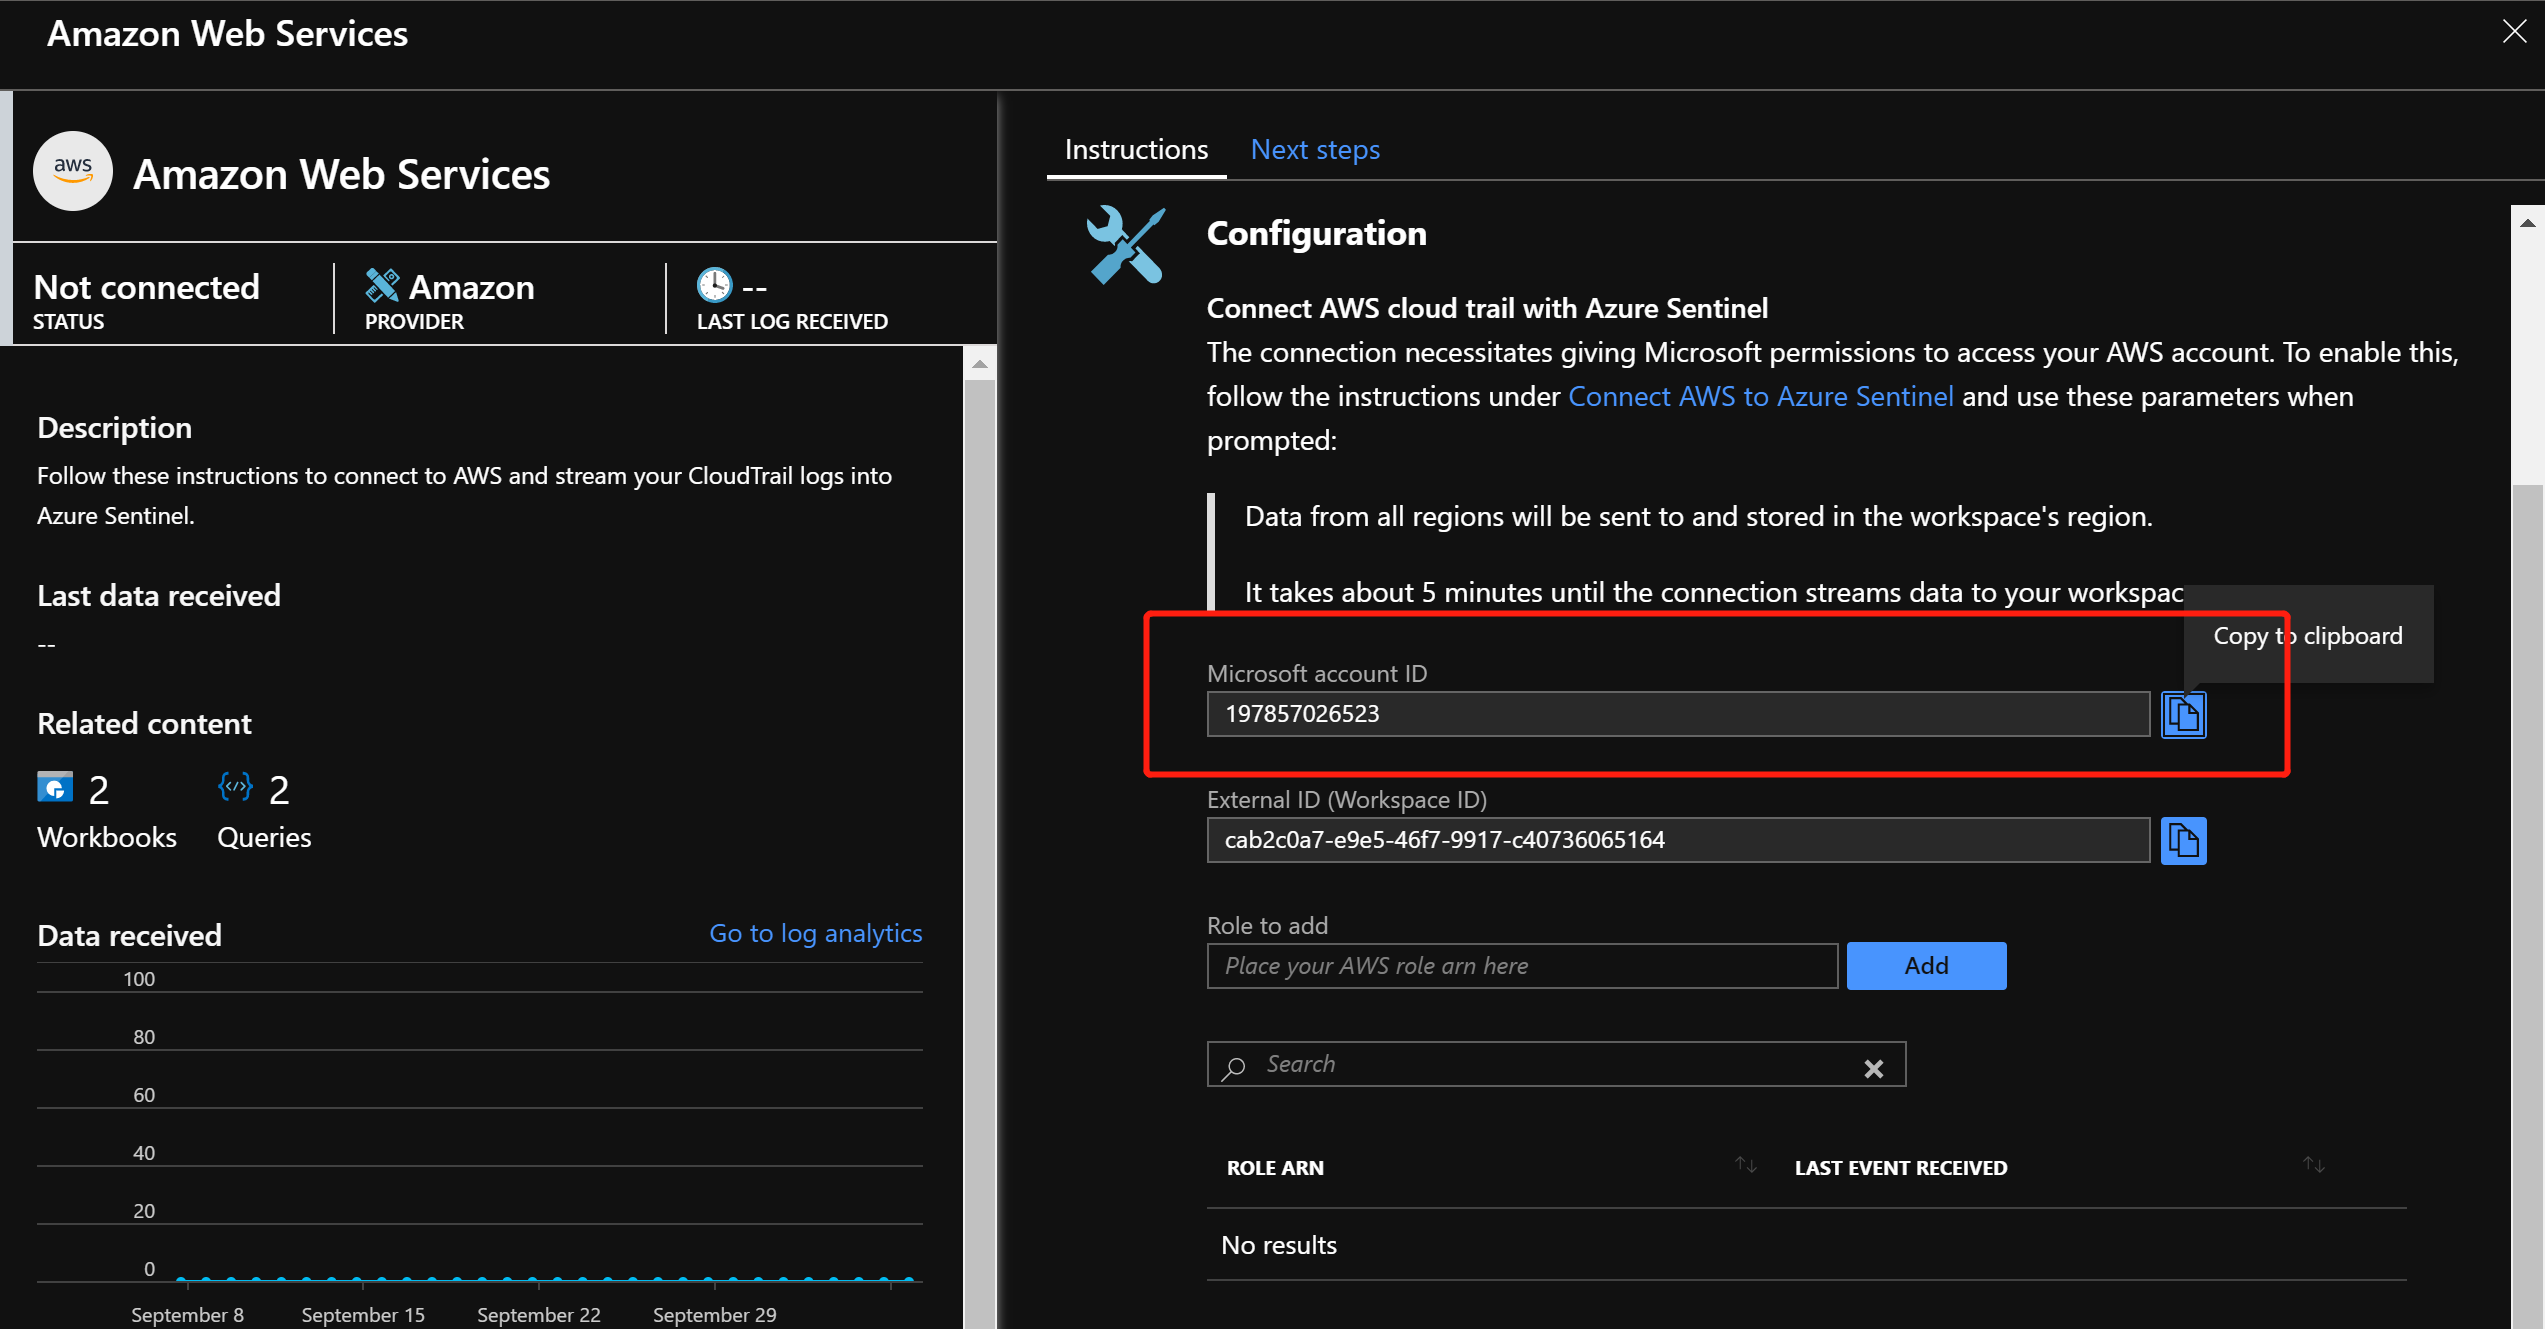 Amazon Web Services
aws
Amazon Web Services
Not connected
STATUS
Amazon
PROVIDER
--
LAST LOG RECEIVED
Description
Follow these instructions to connect to AWS and stream your CloudTrail logs into
Azure Sentinel.
Last data received
--
Related content
2
Workbooks
2
Queries
Data received
Go to log analytics
100
80
60
40
20
0
September 8
September 15
September 22
September 29
Instructions
Next steps
Configuration
Connect AWS cloud trail with Azure Sentinel
The connection necessitates giving Microsoft permissions to access your AWS account. To enable this,
follow the instructions under Connect AWS to Azure Sentinel and use these parameters when
prompted:
Data from all regions will be sent to and stored in the workspace's region.
It takes about 5 minutes until the connection streams data to your workspac
Copy to clipboard
Microsoft account ID
197857026523
External ID (Workspace ID)
cab2c0a7-e9e5-46f7-9917-c40736065164
Role to add
Place your AWS role arn here
Add
Search
ROLE ARN
LAST EVENT RECEIVED
No results